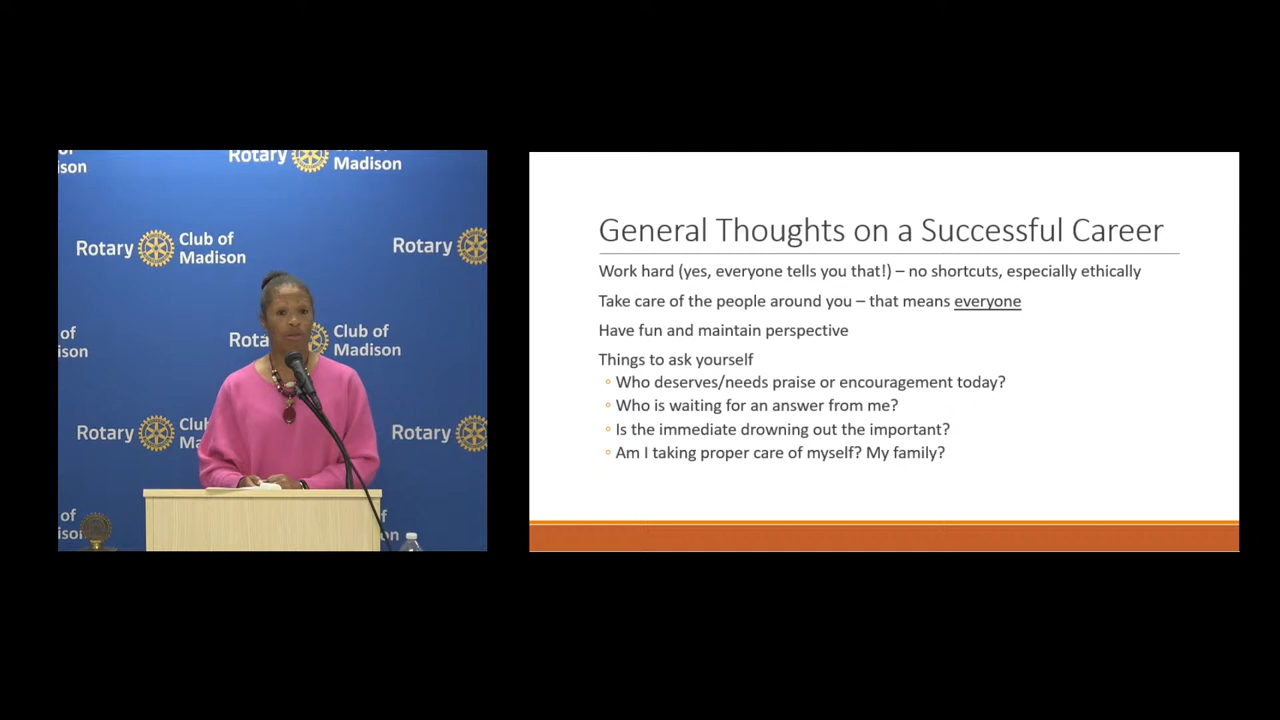 ison
Rotary Club of
Madison
Rotary Club of
Madison
Rotary
of
ison
Club of
Madison
Rotary
Rotary
of
General Thoughts on a Successful Career
Work hard (yes, everyone tells you that!) – no shortcuts, especially ethically
Take care of the people around you – that means everyone
Have fun and maintain perspective
Things to ask yourself
Who deserves/needs praise or encouragement today?
Who is waiting for an answer from me?
Is the immediate drowning out the important?
Am I taking proper care of myself? My family?